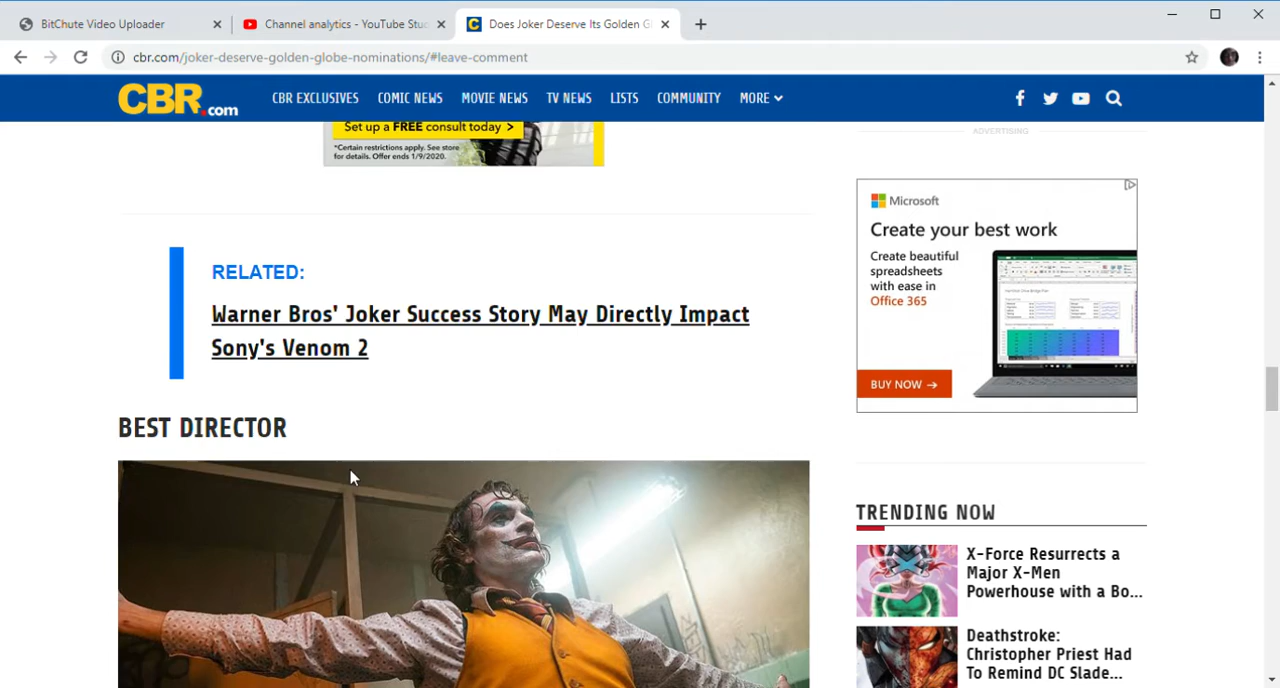 BitChute Video Uploader
Channel analytics - YouTube Stu
Does Joker Deserve Its Golden G
cbr.com/joker-deserve-golden-globe-nominations/#leave-comment
CBR.com
CBR EXCLUSIVES
COMIC NEWS
MOVIE NEWS
TV NEWS
LISTS
COMMUNITY
MORE
Set up a FREE consult today >
*Certain restrictions apply. See store
for details. Offer ends 1/9/2020.
RELATED:
Warner Bros' Joker Success Story May Directly Impact
Sony's Venom 2
BEST DIRECTOR
ADVERTISING
Microsoft
Create your best work
Create beautiful
spreadsheets
with ease in
Office 365
BUY NOW →
TRENDING NOW
X-Force Resurrects a
Major X-Men
Powerhouse with a Bo...
Deathstroke:
Christopher Priest Had
To Remind DC Slade...